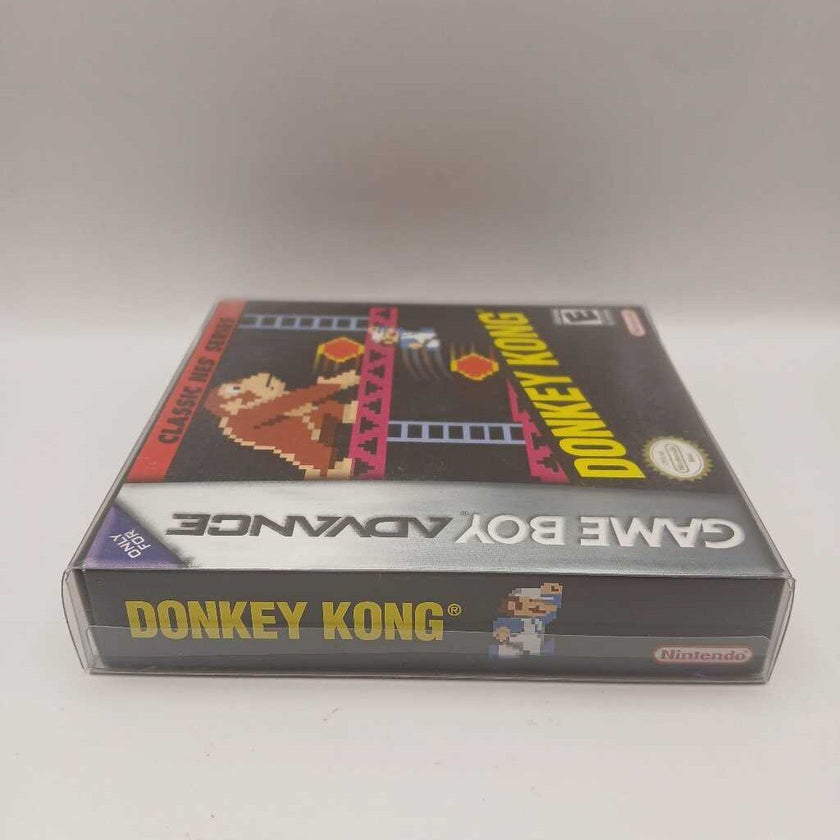 CLASSIC NES SERIES
DONKEY KONG
E
GAME BOY ADVANCE
ONLY
FOR
DONKEY KONG®
Nintendo